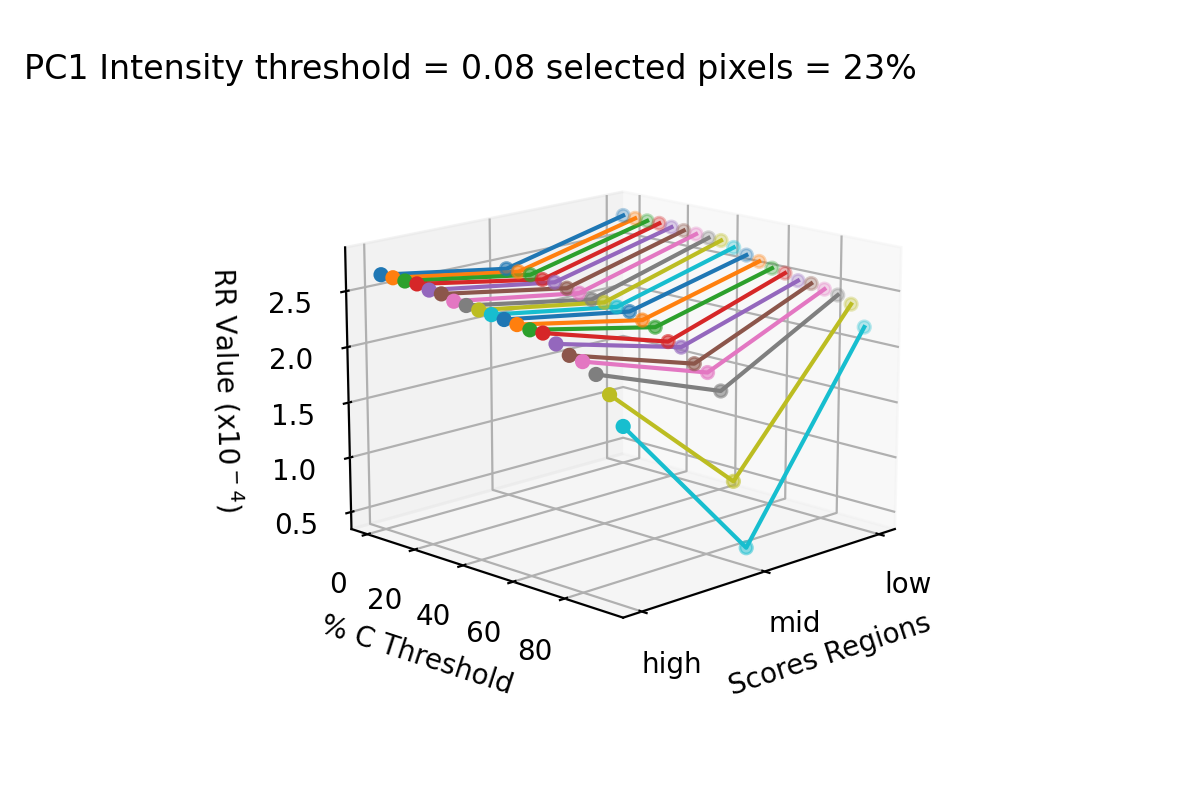 PC1 Intensity threshold = 0.08 selected pixels = 23%
RR Value (x10⁻⁴)
2.5
2.0
1.5
1.0
0.5
0
20
40
60
80
% C Threshold
high
mid
low
Scores Regions